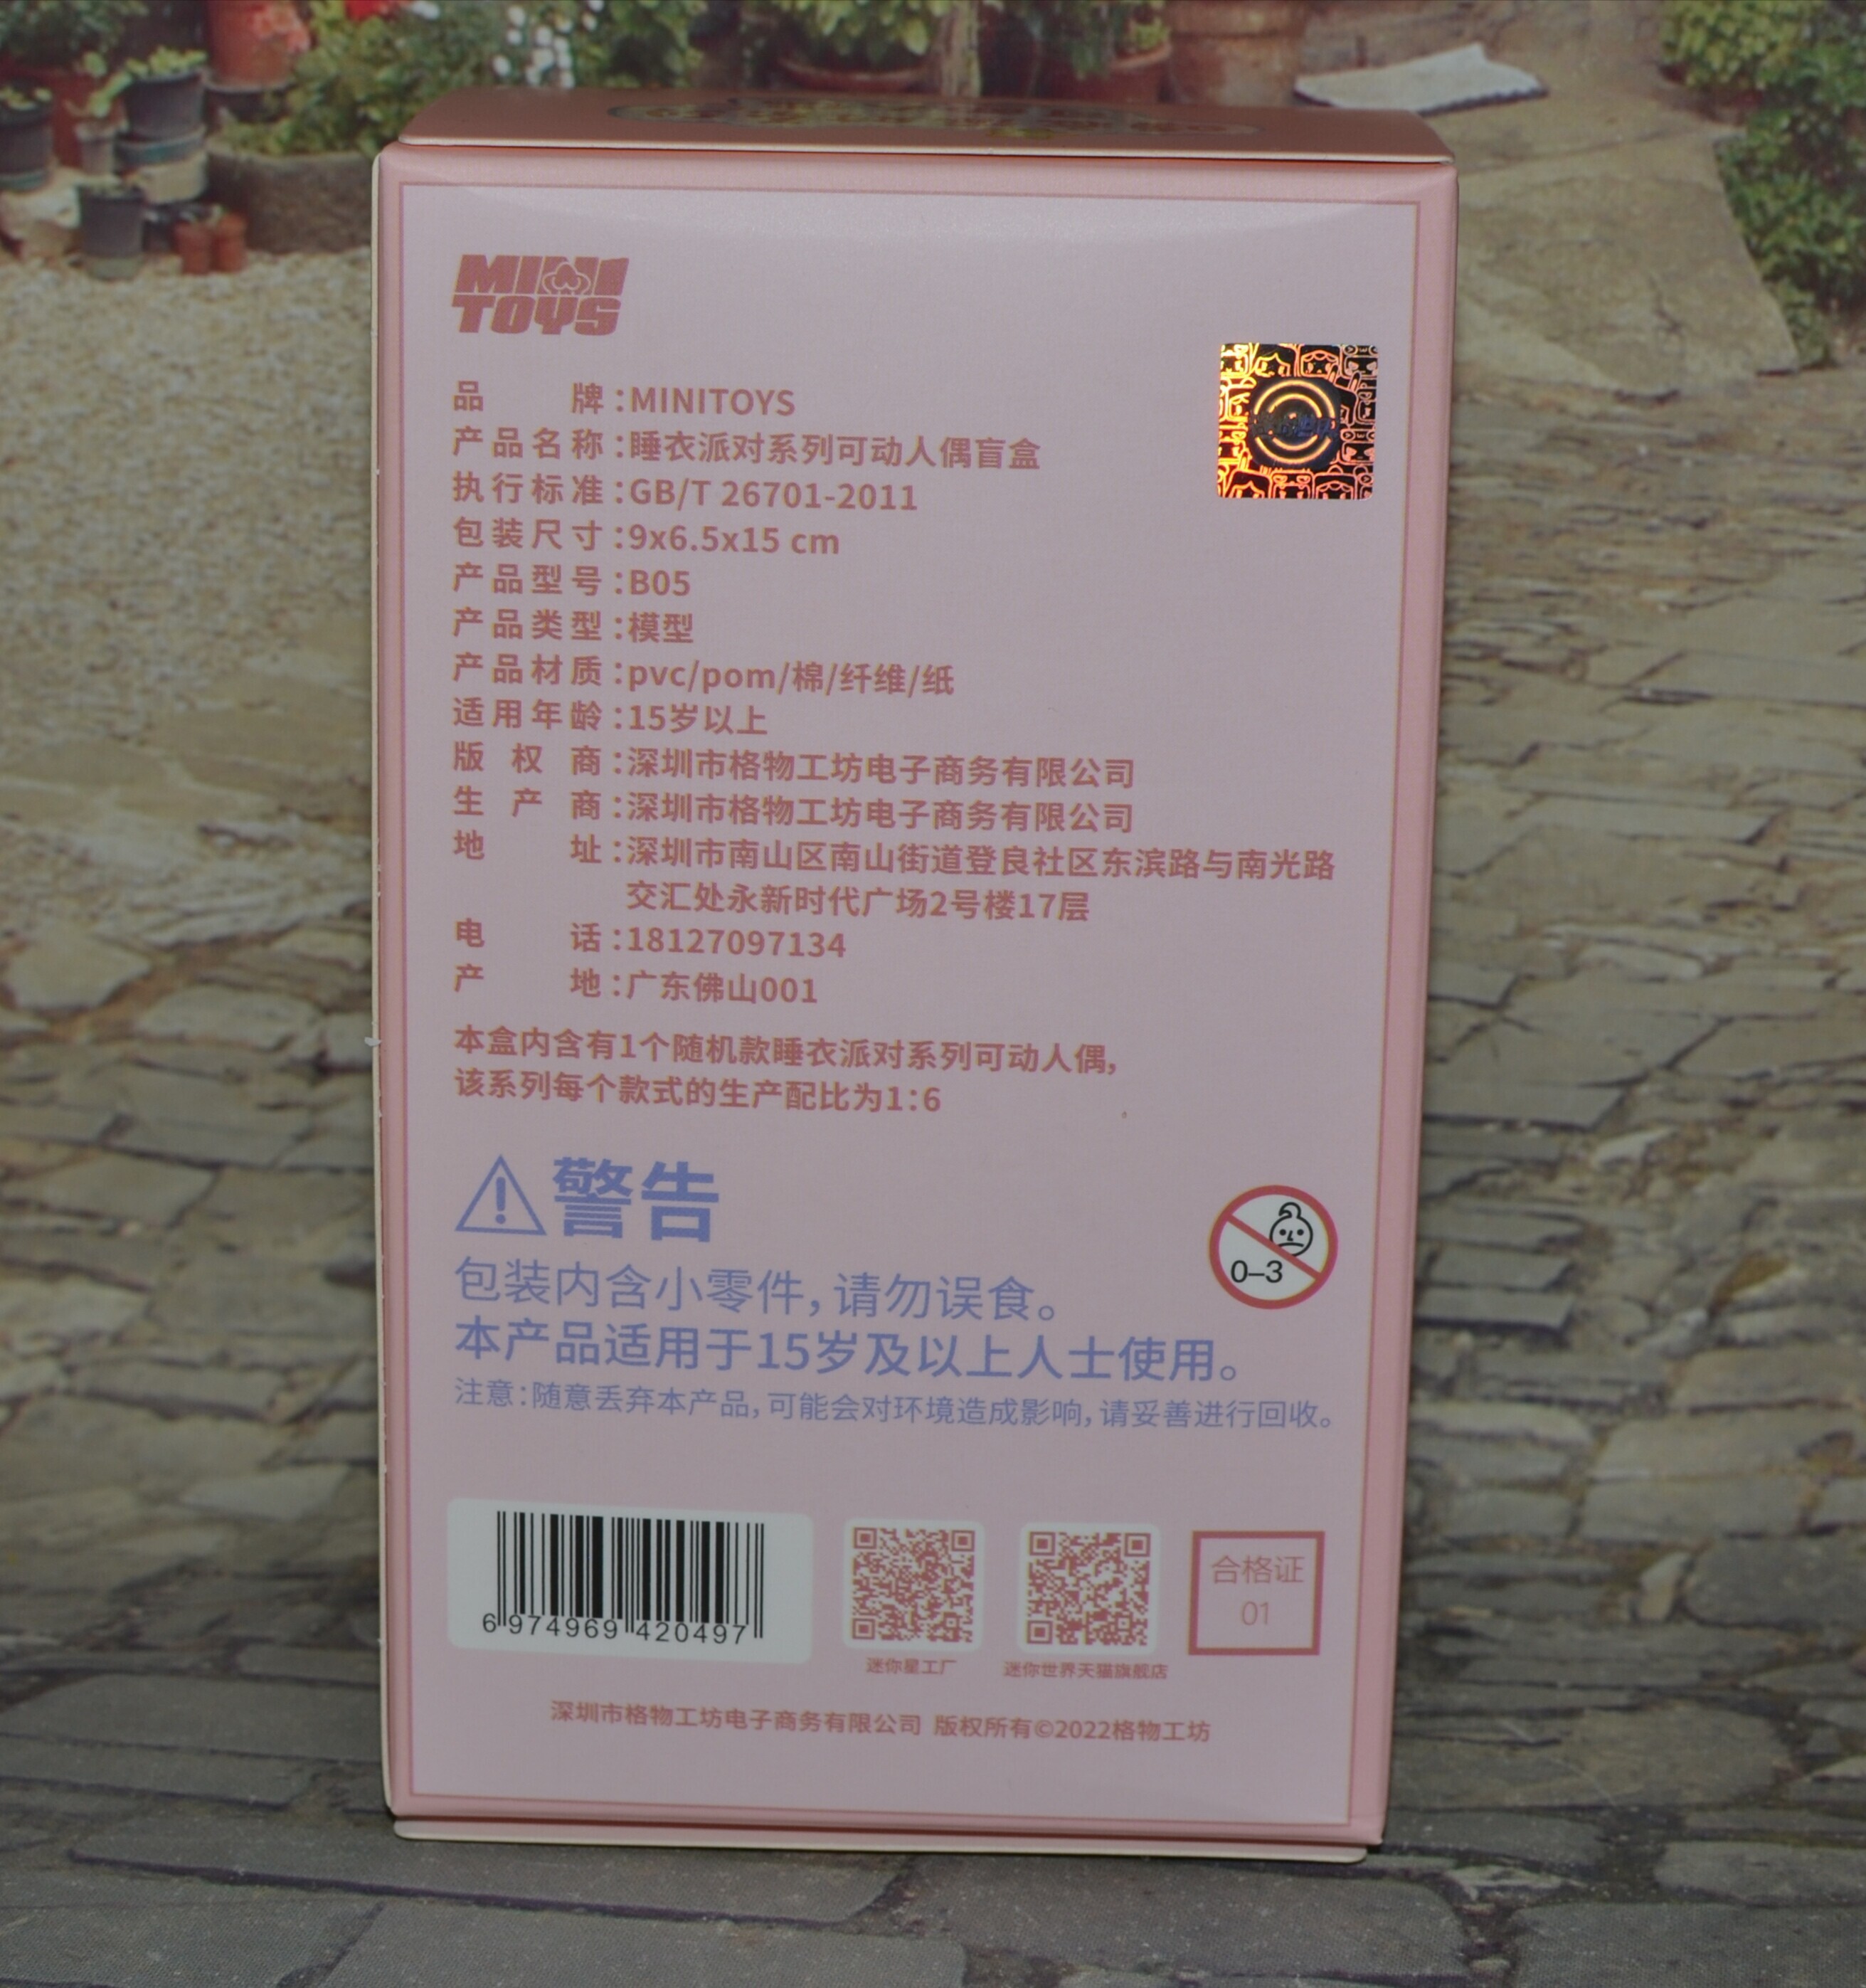 MINI
TOYS
品牌:MINITOYS
产品名称:睡衣派对系列可动人偶盲盒
执行标准:GB/T 26701-2011
包装尺寸:9x6.5x15 cm
产品型号:B05
产品类型:模型
产品材质:pvc/pom/棉/纤维/纸
适用年龄:15岁以上
版权商:深圳市格物工坊电子商务有限公司
生产商:深圳市格物工坊电子商务有限公司
地址:深圳市南山区南山街道登良社区东滨路与南光路
交汇处永新时代广场2号楼17层
电话:18127097134
产地:广东佛山001
本盒内含有1个随机款睡衣派对系列可动人偶,
该系列每个款式的生产配比为1:6
警告
包装内含小零件,请勿误食。
0-3
本产品适用于15岁及以上人士使用。
注意:随意丢弃本产品,可能会对环境造成影响,请妥善进行回收。
合格证
01
6 974969 420497
迷你星工厂 迷你世界天猫旗舰店
深圳市格物工坊电子商务有限公司 版权所有©2022格物工坊